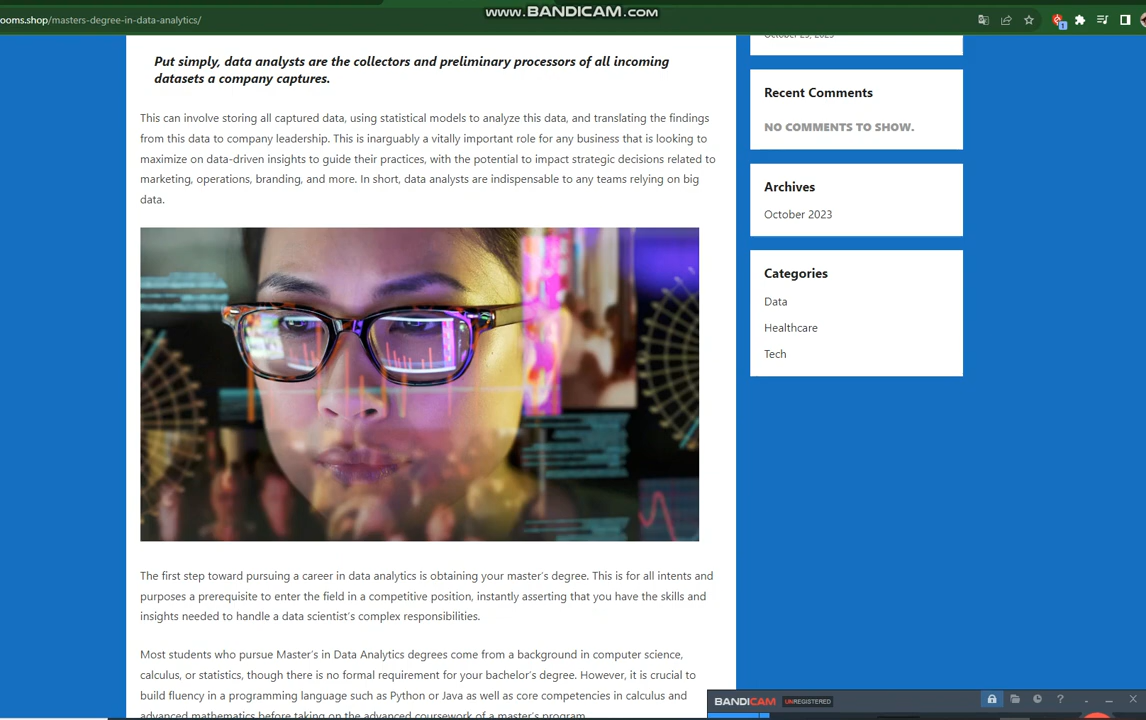 www.BANDICAM.com
ooms.shop/masters-degree-in-data-analytics/
Put simply, data analysts are the collectors and preliminary processors of all incoming
datasets a company captures.
This can involve storing all captured data, using statistical models to analyze this data, and translating the findings
from this data to company leadership. This is inarguably a vitally important role for any business that is looking to
maximize on data-driven insights to guide their practices, with the potential to impact strategic decisions related to
marketing, operations, branding, and more. In short, data analysts are indispensable to any teams relying on big
data.
The first step toward pursuing a career in data analytics is obtaining your master's degree. This is for all intents and
purposes a prerequisite to enter the field in a competitive position, instantly asserting that you have the skills and
insights needed to handle a data scientist's complex responsibilities.
Most students who pursue Master's in Data Analytics degrees come from a background in computer science,
calculus, or statistics, though there is no formal requirement for your bachelor's degree. However, it is crucial to
build fluency in a programming language such as Python or Java as well as core competencies in calculus and
advanced mathematics before taking on the advanced coursework of a master's program.
Recent Comments
NO COMMENTS TO SHOW.
Archives
October 2023
Categories
Data
Healthcare
Tech
BANDICAM UNREGISTERED